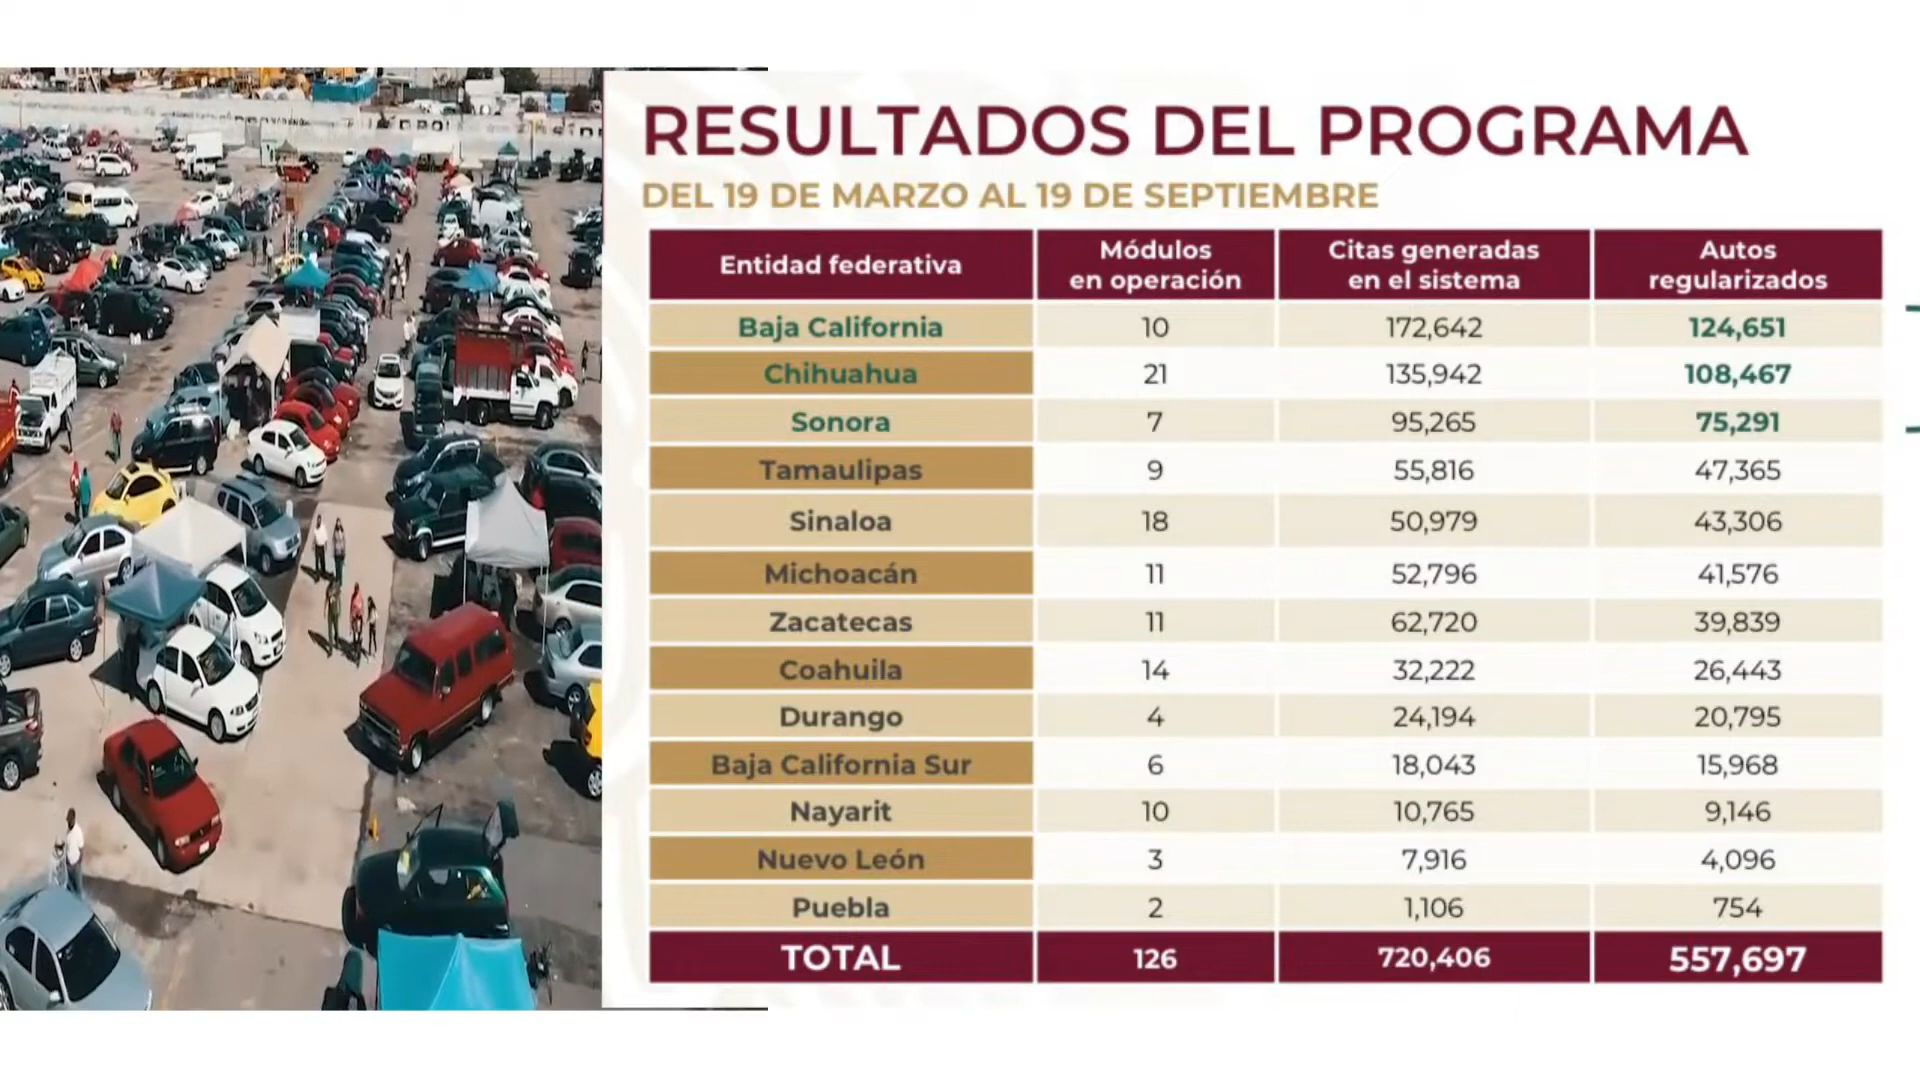 RESULTADOS DEL PROGRAMA
DEL 19 DE MARZO AL 19 DE SEPTIEMBRE
Entidad federativa Módulos en operación Citas generadas en el sistema Autos regularizados
Baja California 10 172,642 124,651
Chihuahua 21 135,942 108,467
Sonora 7 95,265 75,291
Tamaulipas 9 55,816 47,365
Sinaloa 18 50,979 43,306
Michoacán 11 52,796 41,576
Zacatecas 11 62,720 39,839
Coahuila 14 32,222 26,443
Durango 4 24,194 20,795
Baja California Sur 6 18,043 15,968
Nayarit 10 10,765 9,146
Nuevo León 3 7,916 4,096
Puebla 2 1,106 754
TOTAL 126 720,406 557,697